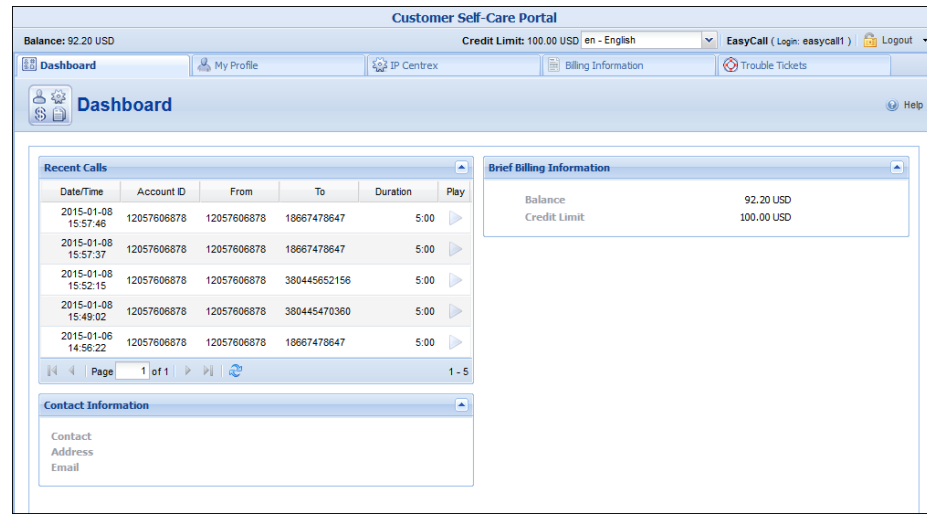 Customer Self-Care Portal
Balance: 92.20 USD Credit Limit: 100.00 USD en - English EasyCall ( Login: easycall1 ) Logout
Dashboard My Profile IP Centrex Billing Information Trouble Tickets
Dashboard Help
Recent Calls
Date/Time Account ID From To Duration Play
2015-01-08
15:57:46 12057606878 12057606878 18667478647 5:00
2015-01-08
15:57:37 12057606878 12057606878 18667478647 5:00
2015-01-08
15:52:15 12057606878 12057606878 380445652156 5:00
2015-01-08
15:49:02 12057606878 12057606878 380445470360 5:00
2015-01-06
14:56:22 12057606878 12057606878 18667478647 5:00
Page 1 of 1 1 - 5
Contact Information
Contact
Address
Email
Brief Billing Information
Balance 92.20 USD
Credit Limit 100.00 USD